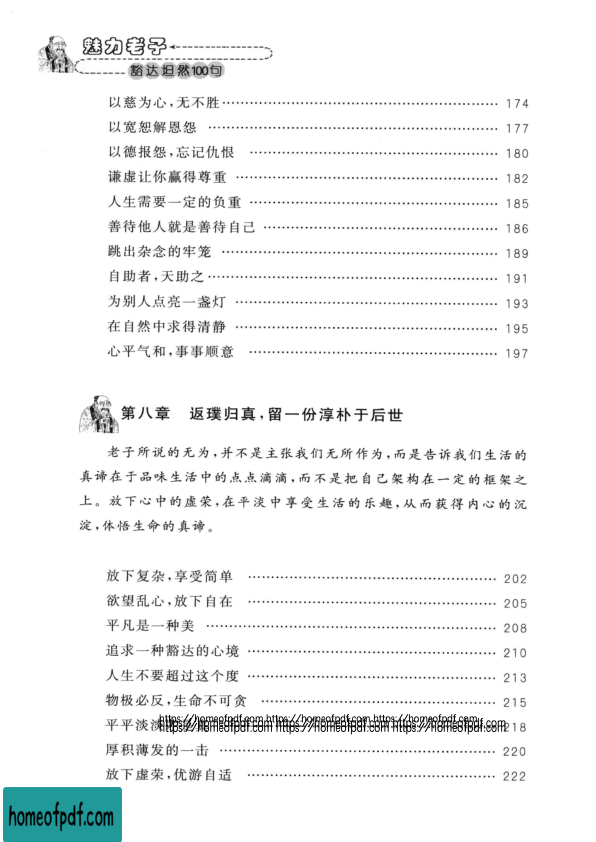 魅力老子
豁达坦然100句
以慈为心，无不胜 174
以宽恕解恩怨 177
以德报怨，忘记仇恨 180
谦虚让你赢得尊重 182
人生需要一定的负重 185
善待他人就是善待自己 186
跳出杂念的牢笼 189
自助者，天助之 191
为别人点亮一盏灯 193
在自然中求得清静 195
心平气和，事事顺意 197
第八章 返璞归真，留一份淳朴于后世
老子所说的无为，并不是主张我们无所作为，而是告诉我们生活的
真谛在于品味生活中的点点滴滴，而不是把自己架构在一定的框架之
上。放下心中的虚荣，在平淡中享受生活的乐趣，从而获得内心的沉
淀，体悟生命的真谛。
放下复杂，享受简单 202
欲望乱心，放下自在 205
平凡是一种美 208
追求一种豁达的心境 210
人生不要超过这个度 213
物极必反，生命不可贪 215
https://homeofpdf.com https://homeofpdf.com https://homeofpdf.com
平平淡淡 218
https://homeofpdf.com https://homeofpdf.com https://homeofpdf.com
厚积薄发的一击 220
放下虚荣，优游自适 222
homeofpdf.com